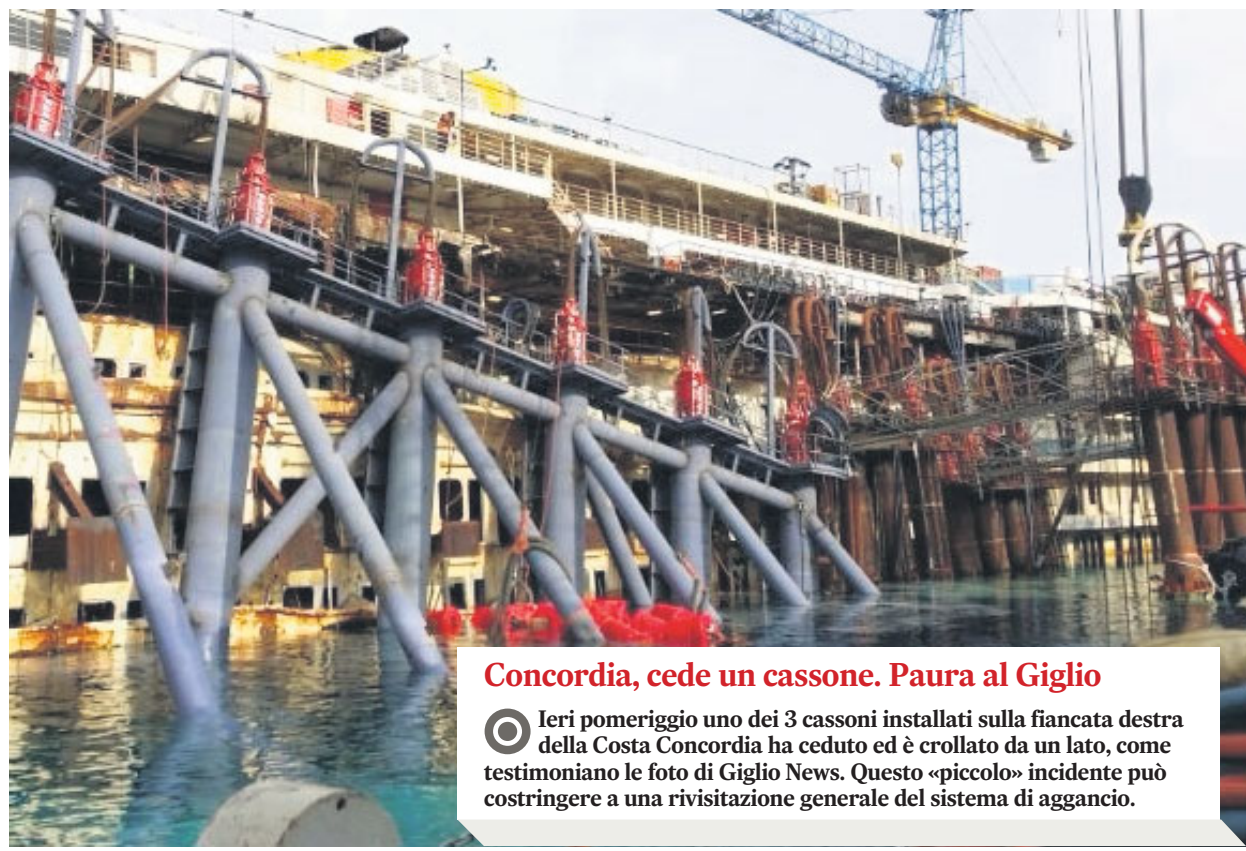 Concordia, cede un cassone. Paura al Giglio
Ieri pomeriggio uno dei 3 cassoni installati sulla fiancata destra
della Costa Concordia ha ceduto ed è crollato da un lato, come
testimoniano le foto di Giglio News. Questo «piccolo» incidente può
costringere a una rivisitazione generale del sistema di aggancio.